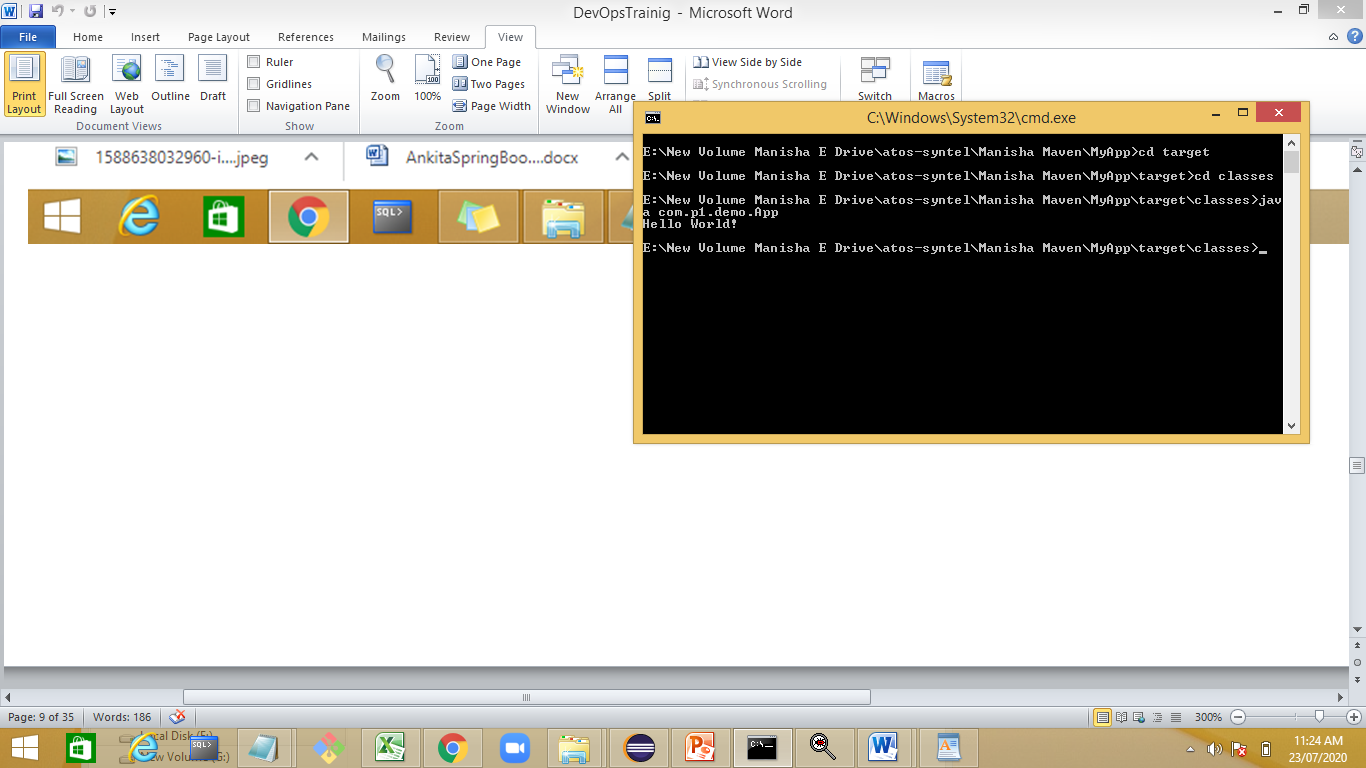 DevOpsTrainig - Microsoft Word
File Home Insert Page Layout References Mailings Review View
Print Layout
Full Screen Reading
Web Layout
Outline
Draft
Document Views
Ruler
Gridlines
Navigation Pane
Show
Zoom
100%
One Page
Two Pages
Page Width
Zoom
New Window
Arrange All
Split
View Side by Side
Synchronous Scrolling
Switch
Macros
1588638032960-i....jpeg
AnkitaSpringBoo....docx
SQL>
C:\Windows\System32\cmd.exe
E:\New Volume Manisha E Drive\atos-syntel\Manisha Maven\MyApp>cd target
E:\New Volume Manisha E Drive\atos-syntel\Manisha Maven\MyApp\target>cd classes
E:\New Volume Manisha E Drive\atos-syntel\Manisha Maven\MyApp\target\classes>jav
a com.p1.demo.App
Hello World!
E:\New Volume Manisha E Drive\atos-syntel\Manisha Maven\MyApp\target\classes>_
Page: 9 of 35 Words: 186 300%
SQL>
11:24 AM
23/07/2020